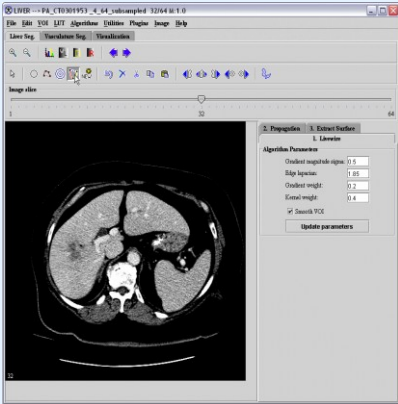 LIVER --- PA_CT0301953 _4_64_subsampled 32/64 M:1.0
File Edit VOI LUT Algorithms Utilities Plugins Image Help
Liver Seg. Vasculature Seg. Visualization
Image slice
1 32 64
2. Propagation 3. Extract Surface
1. Livewire
Algorithm Parameters
Gradient magnitude sigma: 0.5
Edge laplacian: 1.85
Gradient weight: 0.2
Kernel weight: 0.4
Smooth VOI
Update parameters
32